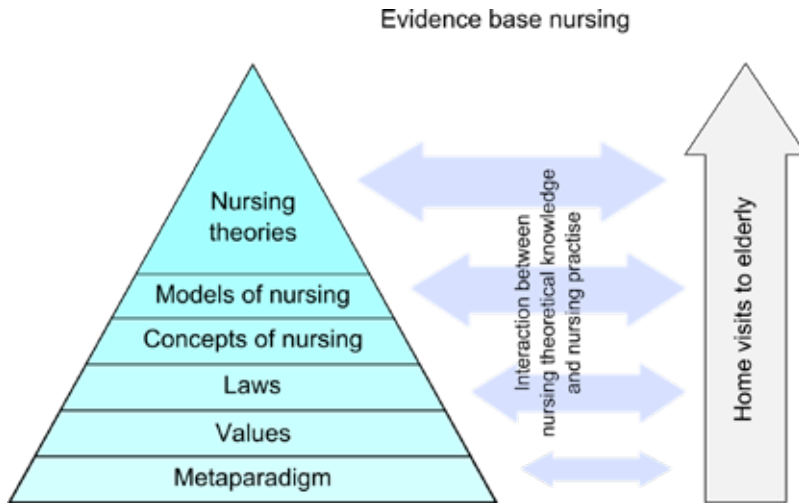 Evidence base nursing
Nursing
theories
Models of nursing
Concepts of nursing
Laws
Values
Metaparadigm
Interaction between
nursing theoretical knowledge
and nursing practise
Home visits to elderly